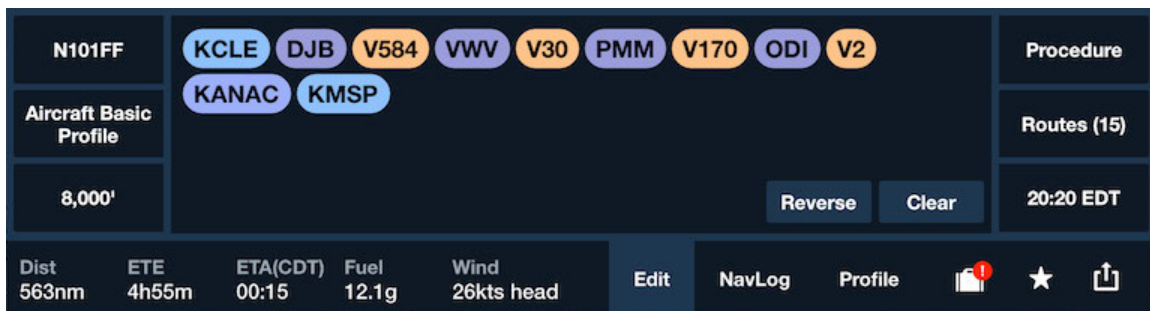 N101FF
Aircraft Basic
Profile
8,000'
KCLE DJB V584 VWV V30 PMM V170 ODI V2
KANAC KMSP
Reverse Clear
Procedure
Routes (15)
20:20 EDT
Dist ETE ETA(CDT) Fuel Wind
563nm 4h55m 00:15 12.1g 26kts head
Edit NavLog Profile !